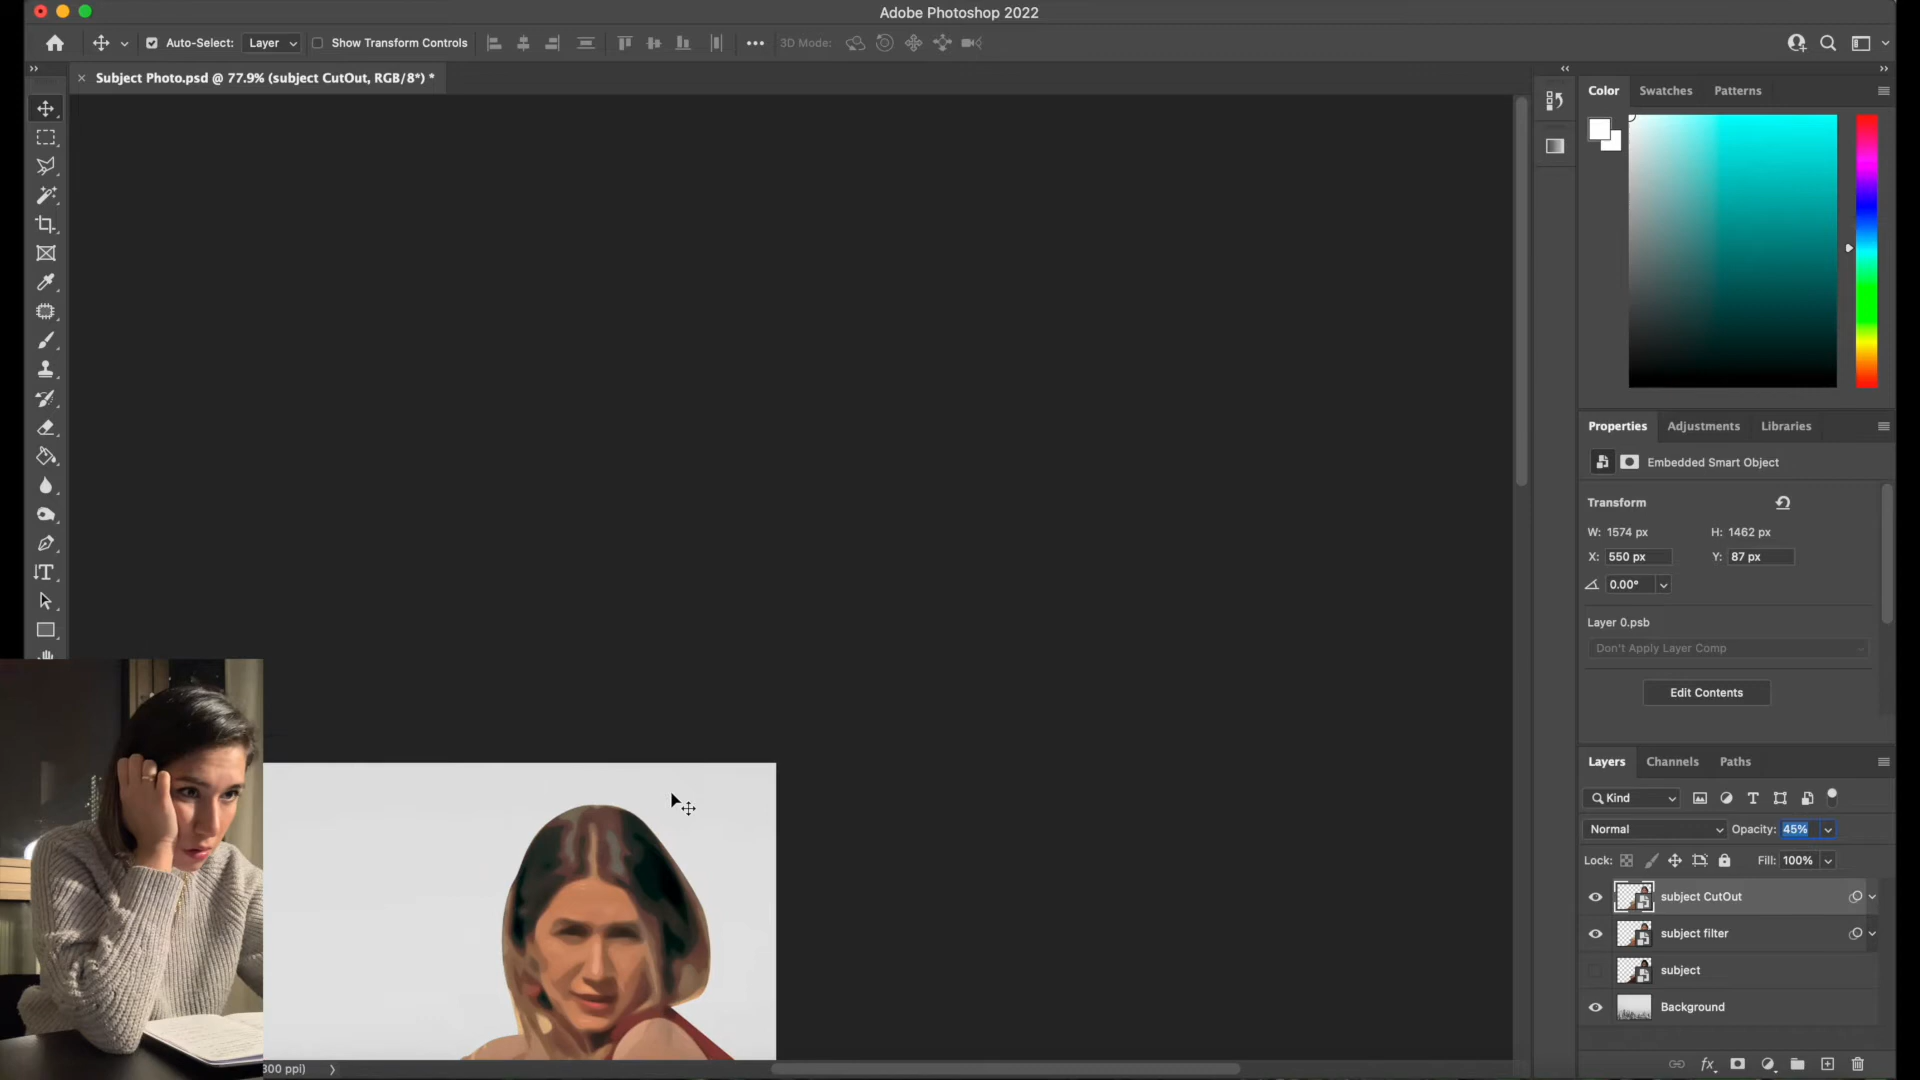 Adobe Photoshop 2022
Auto-Select: Layer Show Transform Controls 3D Mode:
Subject Photo.psd @ 77.9% (subject CutOut, RGB/8*) *
Color Swatches Patterns
Properties Adjustments Libraries
Embedded Smart Object
Transform
W: 1574 px H: 1462 px
X: 550 px Y: 87 px
0.00°
Layer 0.psb
Don't Apply Layer Comp
Edit Contents
Layers Channels Paths
Kind
Normal Opacity: 45%
Lock: Fill: 100%
subject CutOut
subject filter
subject
Background
fx
300 ppi)